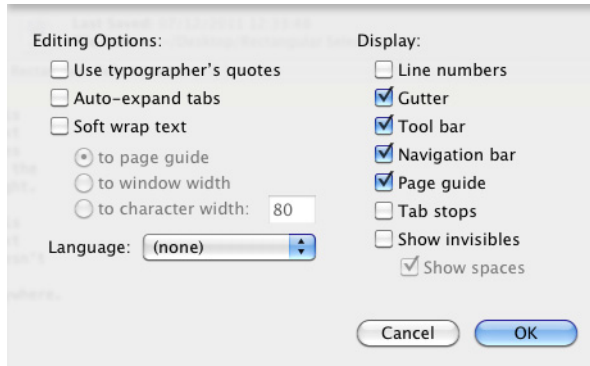 Editing Options:
Use typographer's quotes
Auto-expand tabs
Soft wrap text
to page guide
to window width
to character width: 80
Language: (none)
Display:
Line numbers
Gutter
Tool bar
Navigation bar
Page guide
Tab stops
Show invisibles
Show spaces
Cancel
OK